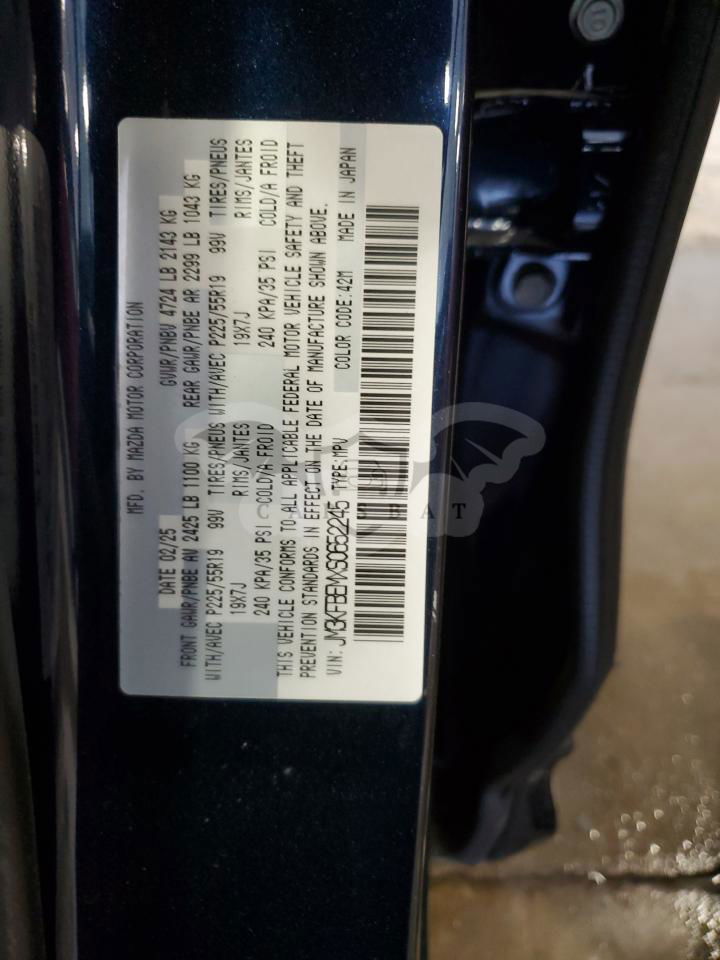 MFD. BY MAZDA MOTOR CORPORATION
DATE 02/25 GVWR/PNBV 4724 LB 2143 KG
FRONT GAWR/PNBE AV 2425 LB 1100 KG REAR GAWR/PNBE AR 2299 LB 1043 KG
WITH/AVEC P225/55R19 99V TIRES/PNEUS WITH/AVEC P225/55R19 99V TIRES/PNEUS
19X7J RIMS/JANTES 19X7J RIMS/JANTES
240 KPA/35 PSI COLD/A FROID 240 KPA/35 PSI COLD/A FROID
THIS VEHICLE CONFORMS TO ALL APPLICABLE FEDERAL MOTOR VEHICLE SAFETY AND THEFT
PREVENTION STANDARDS IN EFFECT ON THE DATE OF MANUFACTURE SHOWN ABOVE.
VIN: JM3KFBEMXS0652245 TYPE:MPV COLOR CODE:42M MADE IN JAPAN